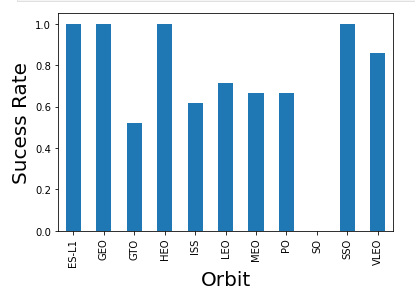 1.0
0.8
0.6
0.4
0.2
0.0
Sucess Rate
ES-L1
GEO
GTO
HEO
ISS
LEO
MEO
PO
SO
SSO
VLEO
Orbit